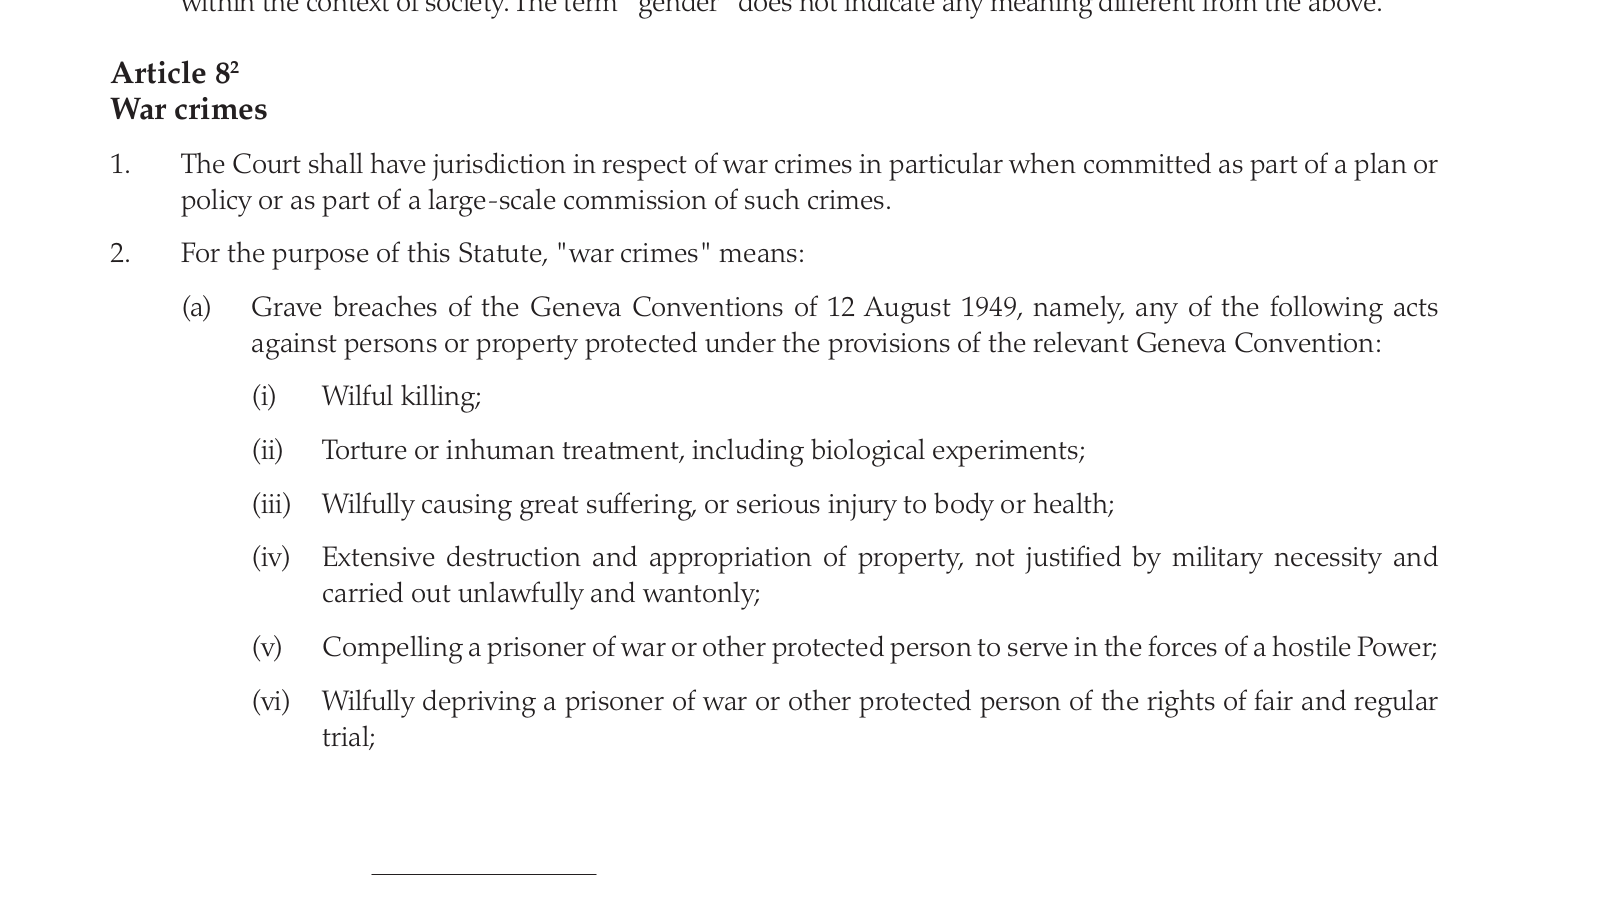 within the context of society. The term "gender" does not indicate any meaning different from the above.
Article 8²
War crimes
1. The Court shall have jurisdiction in respect of war crimes in particular when committed as part of a plan or
policy or as part of a large-scale commission of such crimes.
2. For the purpose of this Statute, "war crimes" means:
(a) Grave breaches of the Geneva Conventions of 12 August 1949, namely, any of the following acts
against persons or property protected under the provisions of the relevant Geneva Convention:
(i) Wilful killing;
(ii) Torture or inhuman treatment, including biological experiments;
(iii) Wilfully causing great suffering, or serious injury to body or health;
(iv) Extensive destruction and appropriation of property, not justified by military necessity and
carried out unlawfully and wantonly;
(v) Compelling a prisoner of war or other protected person to serve in the forces of a hostile Power;
(vi) Wilfully depriving a prisoner of war or other protected person of the rights of fair and regular
trial;